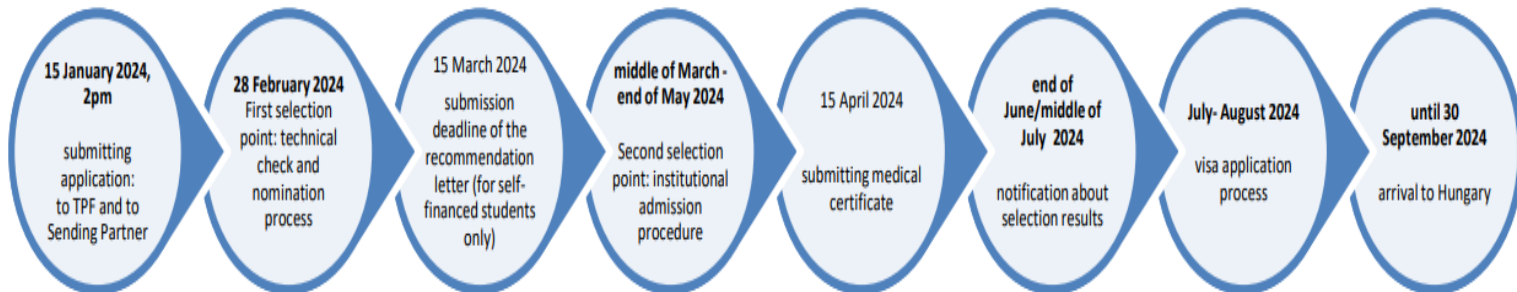 15 January 2024,
2pm
submitting
application:
to TPF and to
Sending Partner
28 February 2024
First selection
point: technical
check and
nomination
process
15 March 2024
submission
deadline of the
recommendation
letter (for self-
financed students
only)
middle of March -
end of May 2024
Second selection
point: institutional
admission
procedure
15 April 2024
submitting medical
certificate
end of
June/middle of
July 2024
notification about
selection results
July- August 2024
visa application
process
until 30
September 2024
arrival to Hungary